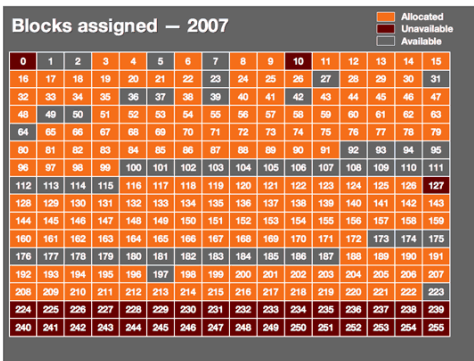 Blocks assigned — 2007
Allocated
Unavailable
Available
0 1 2 3 4 5 6 7 8 9 10 11 12 13 14 15
16 17 18 19 20 21 22 23 24 25 26 27 28 29 30 31
32 33 34 35 36 37 38 39 40 41 42 43 44 45 46 47
48 49 50 51 52 53 54 55 56 57 58 59 60 61 62 63
64 65 66 67 68 69 70 71 72 73 74 75 76 77 78 79
80 81 82 83 84 85 86 87 88 89 90 91 92 93 94 95
96 97 98 99 100 101 102 103 104 105 106 107 108 109 110 111
112 113 114 115 116 117 118 119 120 121 122 123 124 125 126 127
128 129 130 131 132 133 134 135 136 137 138 139 140 141 142 143
144 145 146 147 148 149 150 151 152 153 154 155 156 157 158 159
160 161 162 163 164 165 166 167 168 169 170 171 172 173 174 175
176 177 178 179 180 181 182 183 184 185 186 187 188 189 190 191
192 193 194 195 196 197 198 199 200 201 202 203 204 205 206 207
208 209 210 211 212 213 214 215 216 217 218 219 220 221 222 223
224 225 226 227 228 229 230 231 232 233 234 235 236 237 238 239
240 241 242 243 244 245 246 247 248 249 250 251 252 253 254 255